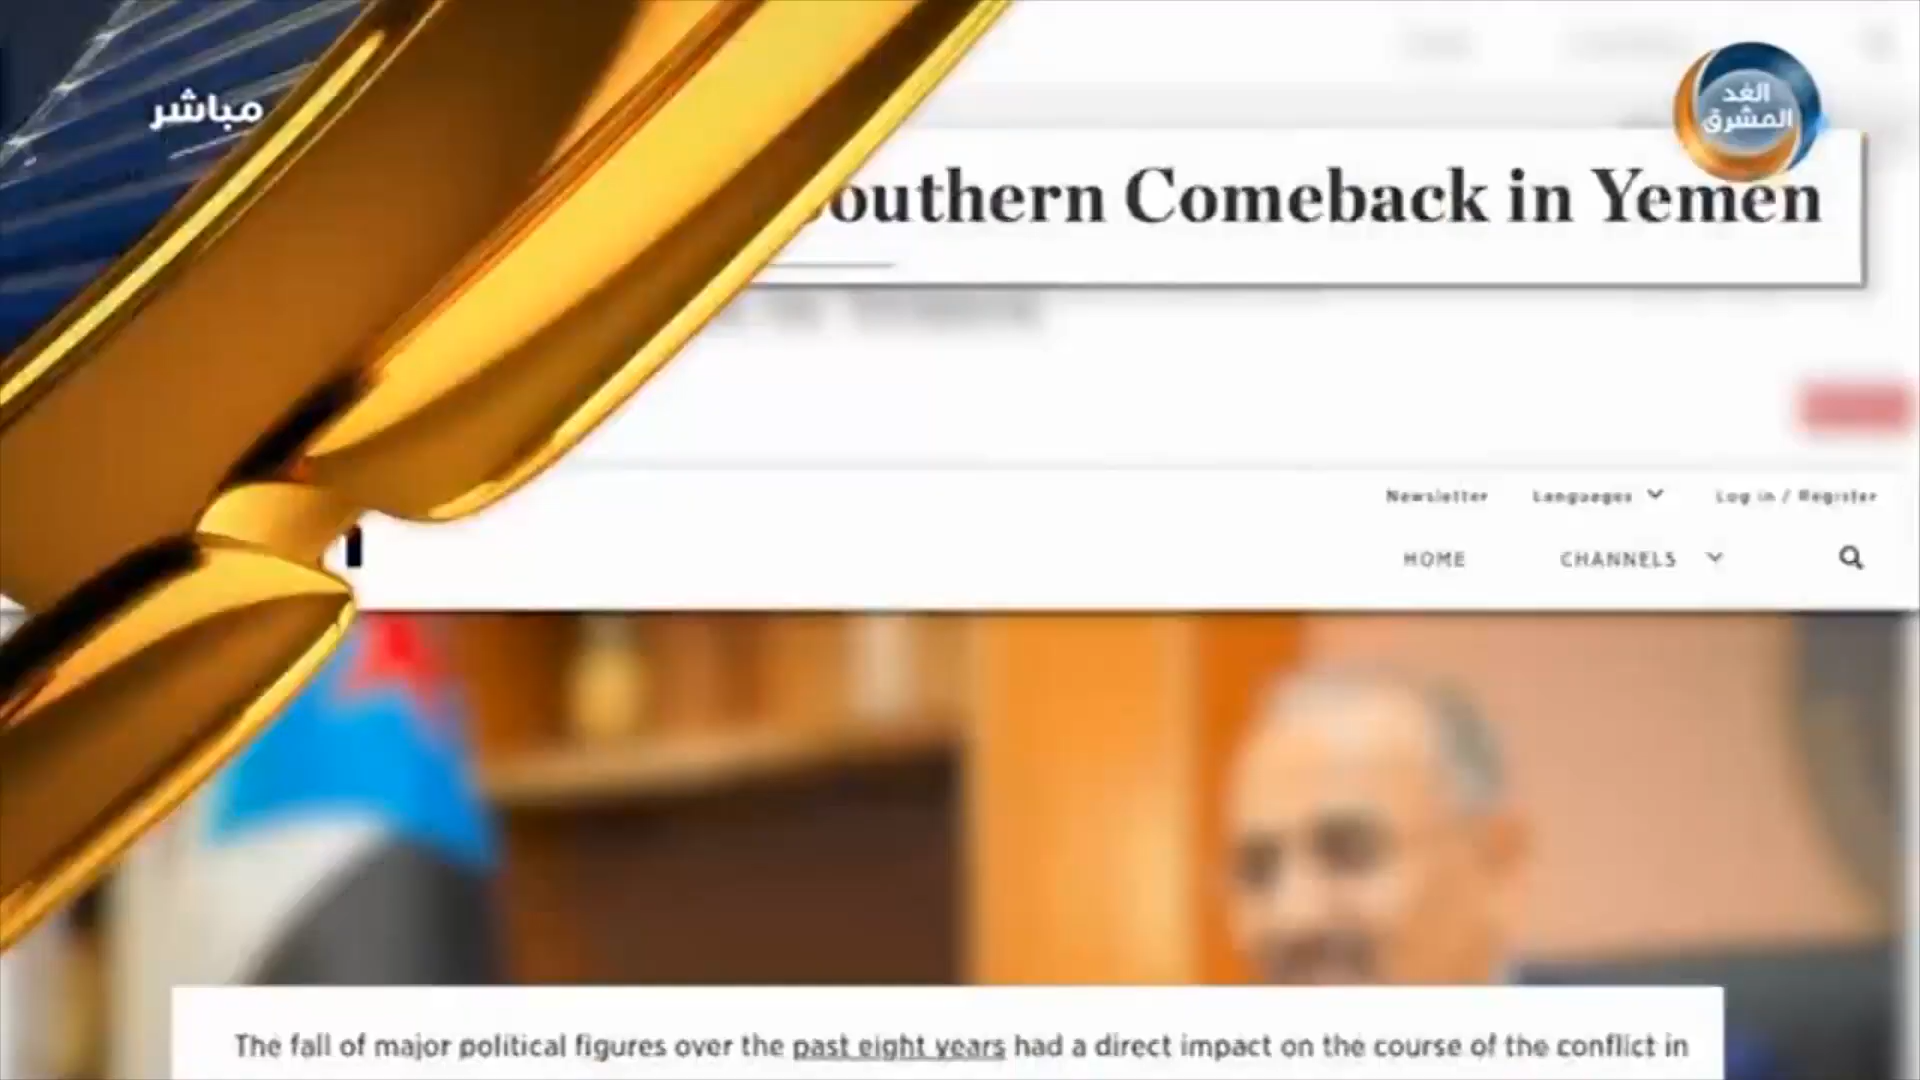 مباشر
الغد
المشرق
outhern Comeback in Yemen
Newsletter Languages Log in / Register
HOME CHANNELS
The fall of major political figures over the past eight years had a direct impact on the course of the conflict in